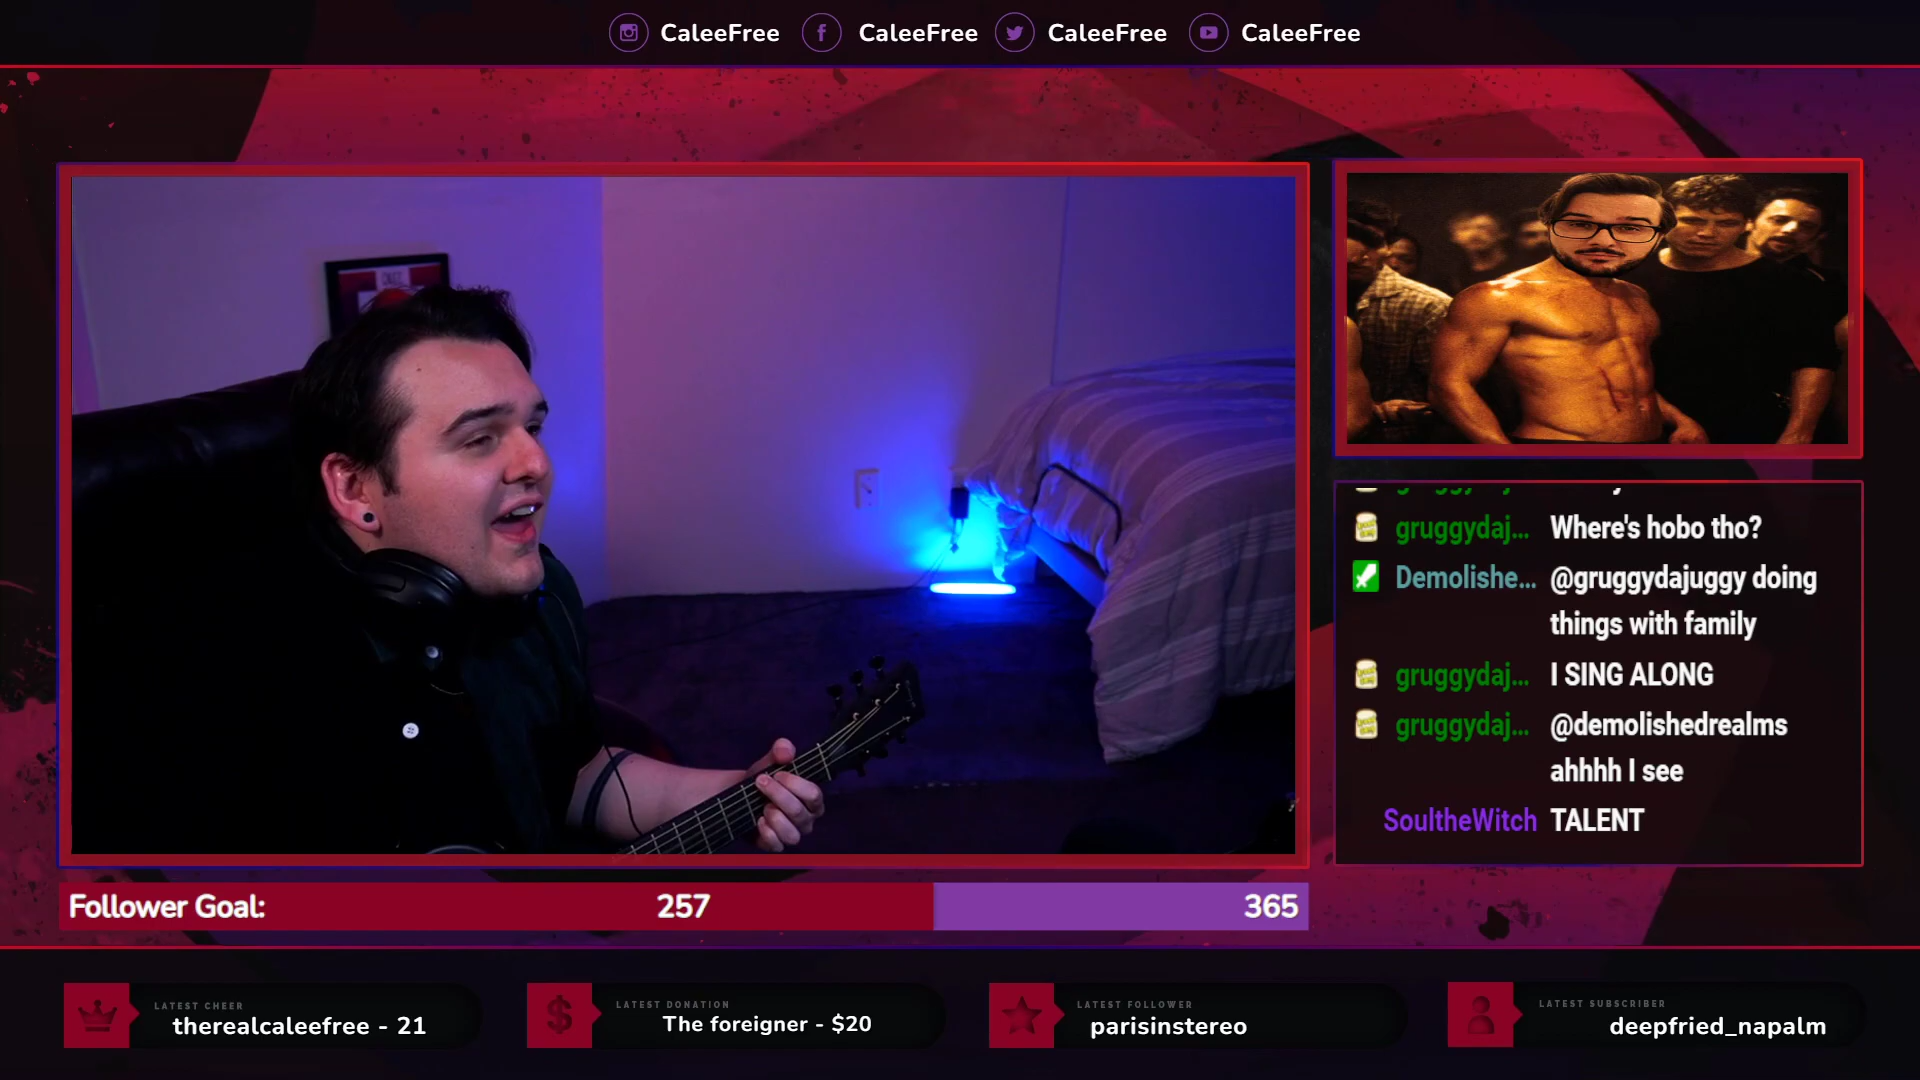 CaleeFree CaleeFree CaleeFree CaleeFree
gruggydaj... Where's hobo tho?
Demolishe... @gruggydajuggy doing
things with family
gruggydaj... I SING ALONG
gruggydaj... @demolishedrealms
ahhhh I see
SoultheWitch TALENT
Follower Goal: 257 365
LATEST CHEER
therealcaleefree - 21
LATEST DONATION
The foreigner - $20
LATEST FOLLOWER
parisinstereo
LATEST SUBSCRIBER
deepfried_napalm